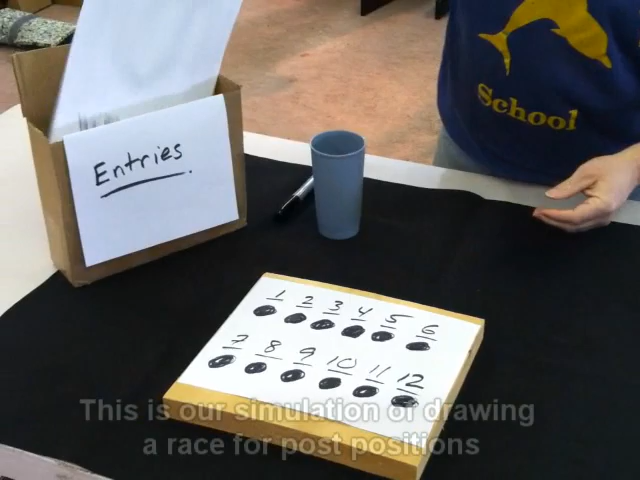 School
Entries
1 2 3 4 5 6
7 8 9 10 11 12
This is our simulation of drawing
a race for post positions